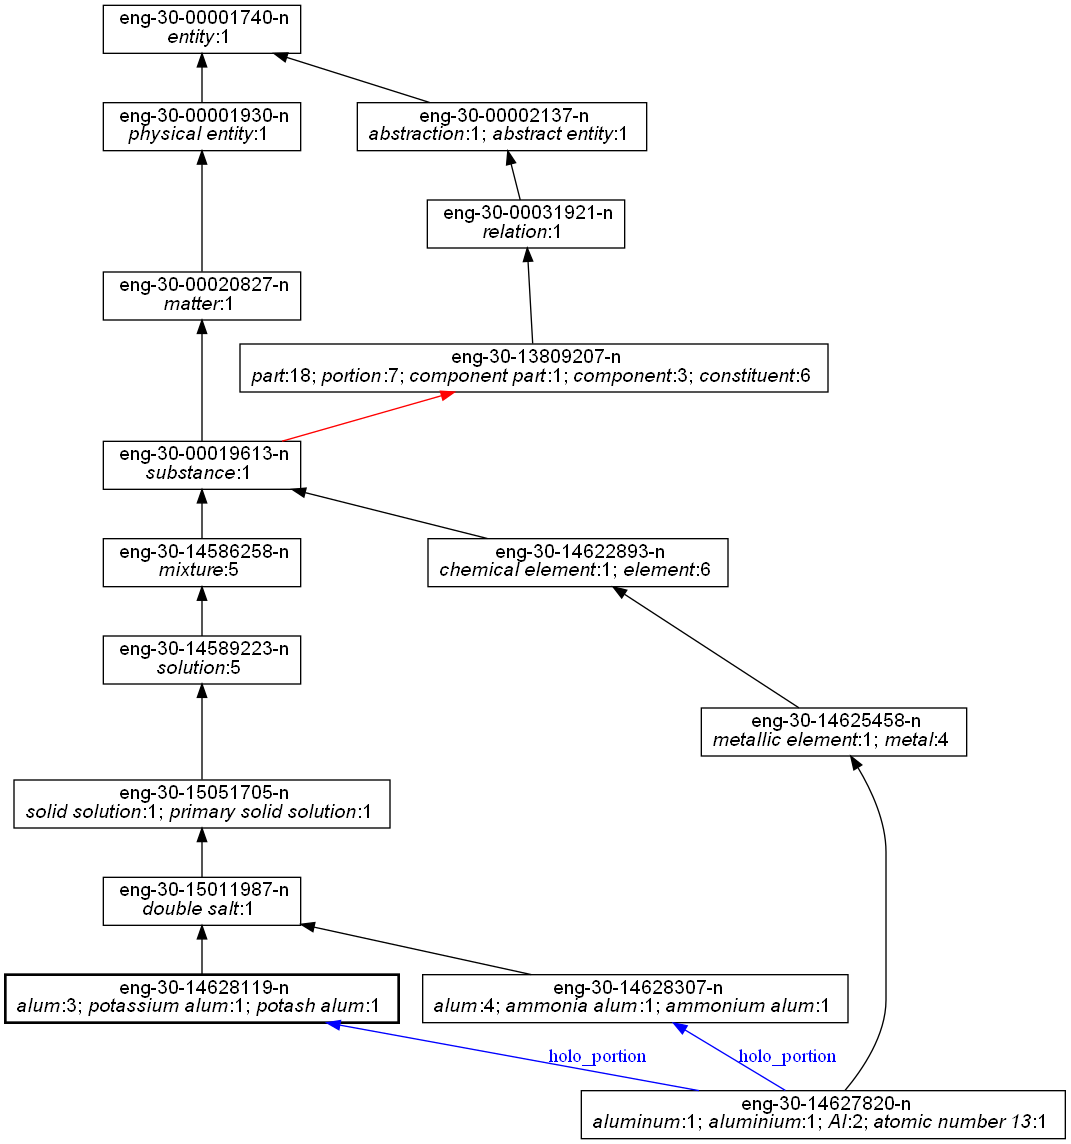 eng-30-00001740-n
entity:1
eng-30-00001930-n
physical entity:1
eng-30-00002137-n
abstraction:1; abstract entity:1
eng-30-00031921-n
relation:1
eng-30-00020827-n
matter:1
eng-30-13809207-n
part:18; portion:7; component part:1; component:3; constituent:6
eng-30-00019613-n
substance:1
eng-30-14586258-n
mixture:5
eng-30-14622893-n
chemical element:1; element:6
eng-30-14589223-n
solution:5
eng-30-14625458-n
metallic element:1; metal:4
eng-30-15051705-n
solid solution:1; primary solid solution:1
eng-30-15011987-n
double salt:1
eng-30-14628119-n
alum:3; potassium alum:1; potash alum:1
eng-30-14628307-n
alum:4; ammonia alum:1; ammonium alum:1
holo_portion
holo_portion
eng-30-14627820-n
aluminum:1; aluminium:1; Al:2; atomic number 13:1